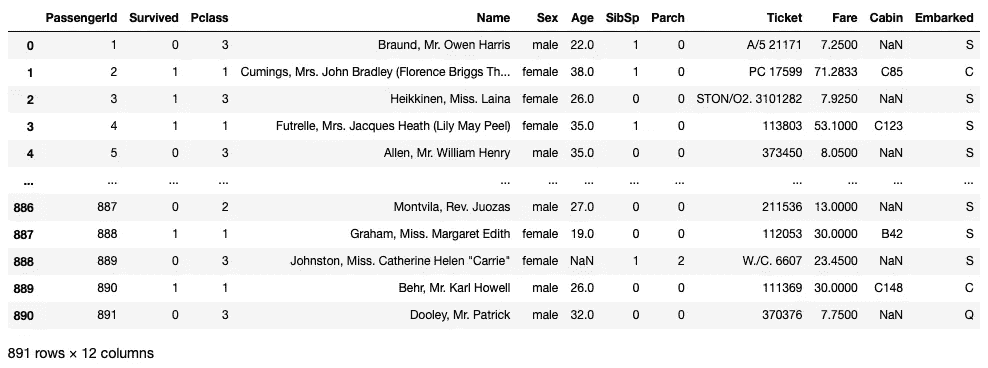 PassengerId Survived Pclass Name Sex Age SibSp Parch Ticket Fare Cabin Embarked
0 1 0 3 Braund, Mr. Owen Harris male 22.0 1 0 A/5 21171 7.2500 NaN S
1 2 1 1 Cumings, Mrs. John Bradley (Florence Briggs Th... female 38.0 1 0 PC 17599 71.2833 C85 C
2 3 1 3 Heikkinen, Miss. Laina female 26.0 0 0 STON/O2. 3101282 7.9250 NaN S
3 4 1 1 Futrelle, Mrs. Jacques Heath (Lily May Peel) female 35.0 1 0 113803 53.1000 C123 S
4 5 0 3 Allen, Mr. William Henry male 35.0 0 0 373450 8.0500 NaN S
... ... ... ... ... ... ... ... ... ... ... ... ...
886 887 0 2 Montvila, Rev. Juozas male 27.0 0 0 211536 13.0000 NaN S
887 888 1 1 Graham, Miss. Margaret Edith female 19.0 0 0 112053 30.0000 B42 S
888 889 0 3 Johnston, Miss. Catherine Helen "Carrie" female NaN 1 2 W./C. 6607 23.4500 NaN S
889 890 1 1 Behr, Mr. Karl Howell male 26.0 0 0 111369 30.0000 C148 C
890 891 0 3 Dooley, Mr. Patrick male 32.0 0 0 370376 7.7500 NaN Q
891 rows × 12 columns